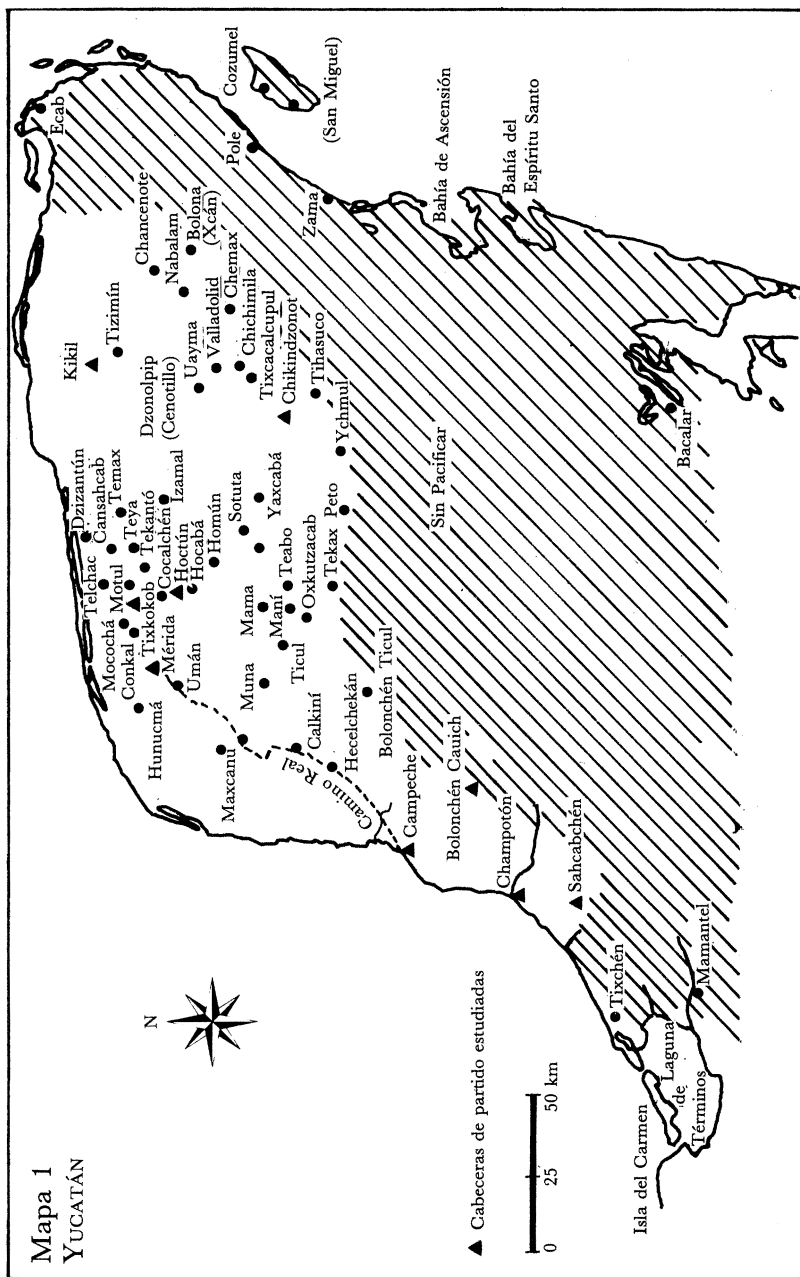 Mapa 1
YUCATÁN
N
▲ Cabeceras de partido estudiadas
0 25 50 km
Isla del Carmen
Laguna
de
Términos
Tixchén
Mamantel
Sahcabchén
Champotón
Campeche
Bolonchén Cauich
Bolonchén Ticul
Hecelchekán
Calkiní
Camino Real
Maxcanu
Hunucmá
Umán
Mérida
Tixkokob
Conkal
Mocochá
Motul
Telchac
Dzizantún
Cansahcab
Temax
Teya
Tekantó
Izamal
Cocalchén
Hoctún
Hocabá
Homún
Sotuta
Yaxcabá
Muna
Ticul
Maní
Mama
Teabo
Oxkutzacab
Tekax
Peto
Ychmul
Tihasuco
Chikindzonot
Tixcacalcupul
Chichimila
Chemax
Valladolid
Uayma
Dzonolpip
(Cenotillo)
Kikil
Tizimín
Chancenote
Nabalam
Bolona
(Xcán)
Ecab
Pole
Cozumel
(San Miguel)
Zama
Bahía de Ascensión
Bahía del
Espíritu Santo
Sin Pacificar
Bacalar